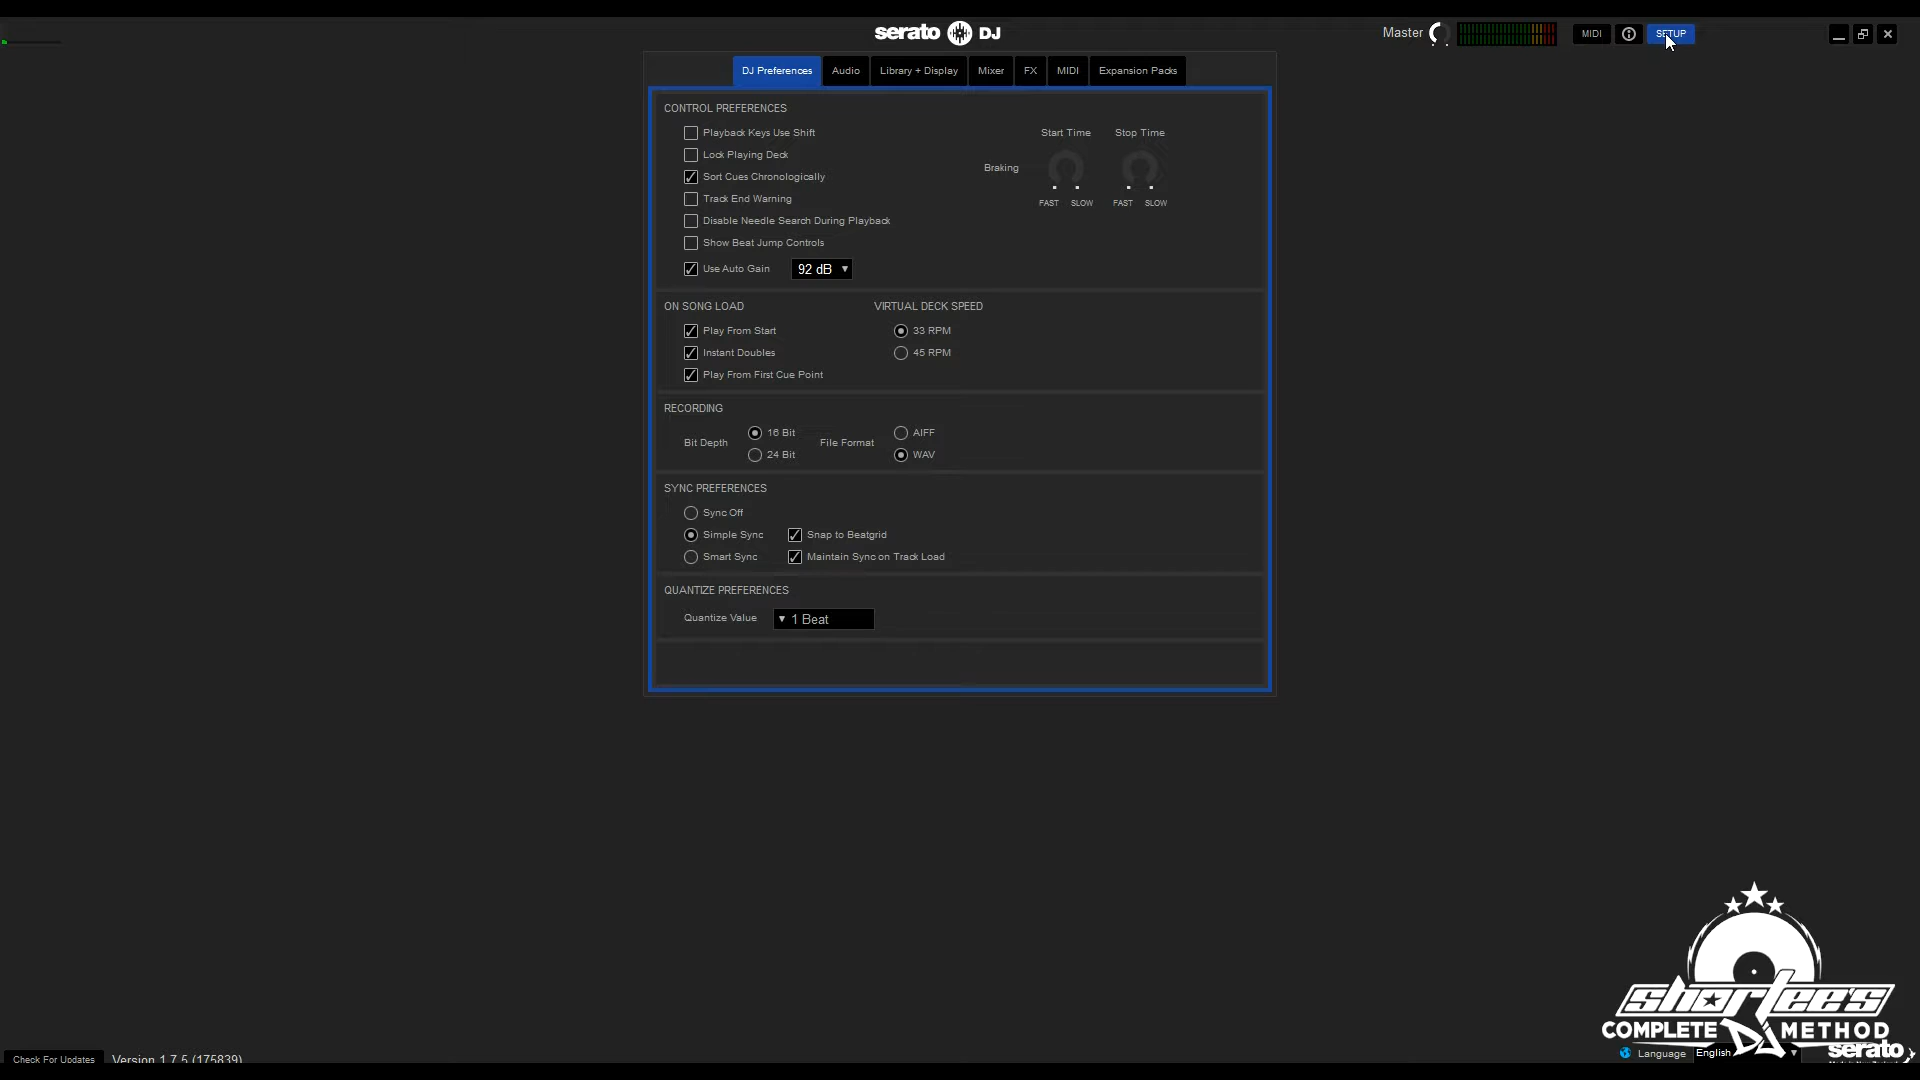 serato DJ
Master
MIDI
SETUP
DJ Preferences
Audio
Library + Display
Mixer
FX
MIDI
Expansion Packs
CONTROL PREFERENCES
Playback Keys Use Shift
Lock Playing Deck
Sort Cues Chronologically
Track End Warning
Disable Needle Search During Playback
Show Beat Jump Controls
Use Auto Gain
92 dB
Start Time
Stop Time
Braking
FAST
SLOW
FAST
SLOW
ON SONG LOAD
Play From Start
Instant Doubles
Play From First Cue Point
VIRTUAL DECK SPEED
33 RPM
45 RPM
RECORDING
Bit Depth
16 Bit
24 Bit
File Format
AIFF
WAV
SYNC PREFERENCES
Sync Off
Simple Sync
Snap to Beatgrid
Smart Sync
Maintain Sync on Track Load
QUANTIZE PREFERENCES
Quantize Value
1 Beat
shortee's
COMPLETE DJ METHOD
Check For Updates
Version 1.7.5 (175839)
Language
English
serato